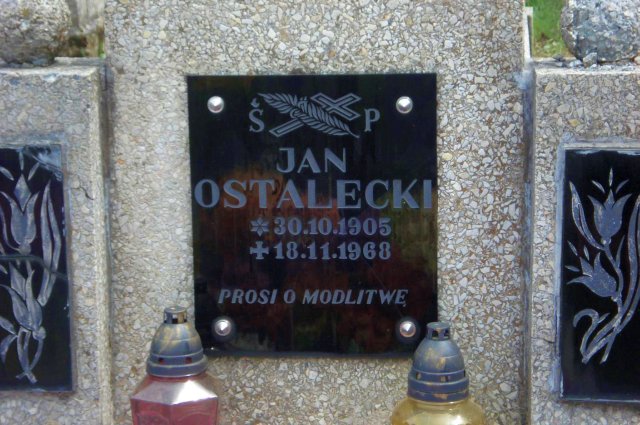 Ś P
JAN
OSTALECKI
✲ 30.10.1905
✝ 18.11.1968
PROSI O MODLITWĘ